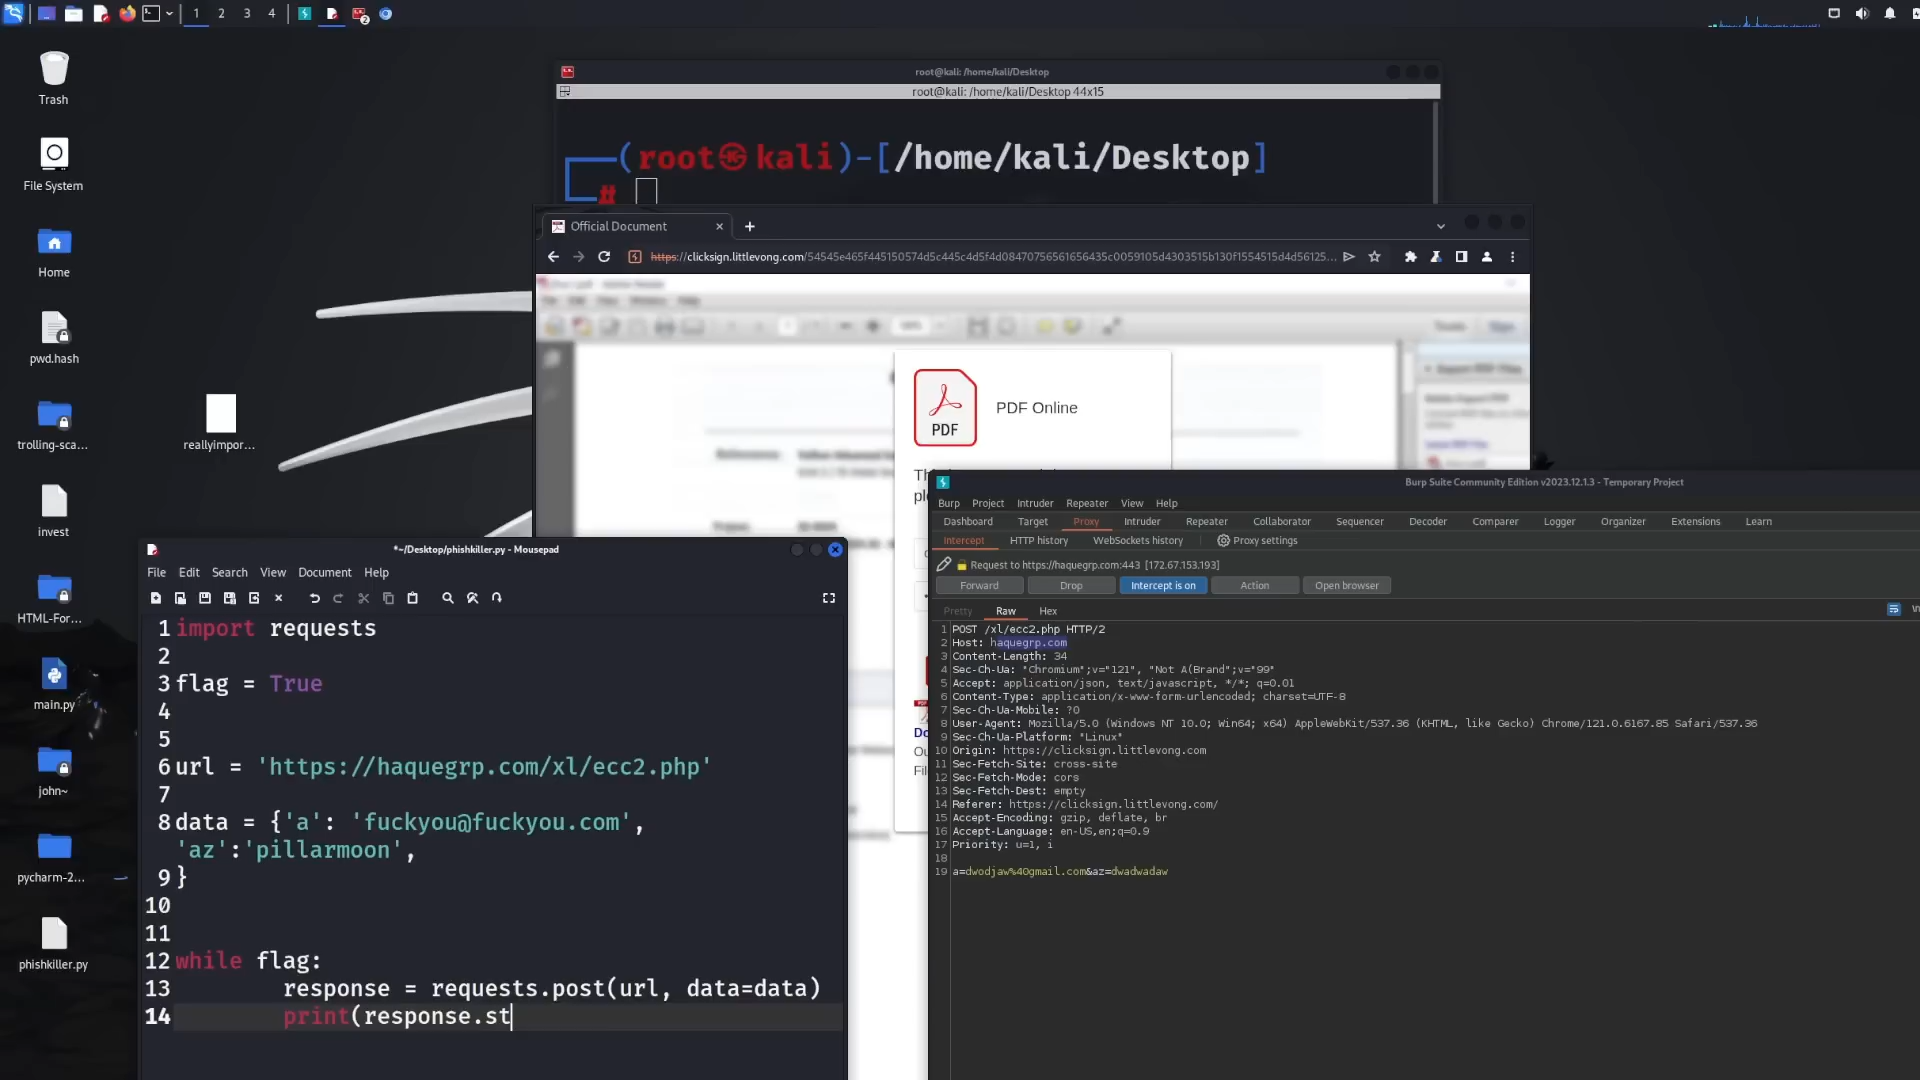 1
2
3
4
2
Trash
File System
Home
pwd.hash
trolling-sca...
reallyimpor...
invest
HTML-For...
main.py
john~
pycharm-2...
phishkiller.py
root@kali: /home/kali/Desktop
root@kali: /home/kali/Desktop 44x15
(root㉿kali)-[/home/kali/Desktop]
#
Official Document
https://clicksign.littlevong.com/54545e465f445150574d5c445c4d5f4d08470756561656435c0059105d4303515b130f1554515d4d56125...
PDF
PDF Online
*~/Desktop/phishkiller.py - Mousepad
File Edit Search View Document Help
1 import requests
2
3 flag = True
4
5
6 url = 'https://haquegrp.com/xl/ecc2.php'
7
8 data = {'a': 'fuckyou@fuckyou.com',
'az':'pillarmoon',
9 }
10
11
12 while flag:
13 response = requests.post(url, data=data)
14 print(response.st
Burp Suite Community Edition v2023.12.1.3 - Temporary Project
Burp Project Intruder Repeater View Help
Dashboard Target Proxy Intruder Repeater Collaborator Sequencer Decoder Comparer Logger Organizer Extensions Learn
Intercept HTTP history WebSockets history Proxy settings
Request to https://haquegrp.com:443 [172.67.153.193]
Forward Drop Intercept is on Action Open browser
Pretty Raw Hex
1 POST /xl/ecc2.php HTTP/2
2 Host: haquegrp.com
3 Content-Length: 34
4 Sec-Ch-Ua: "Chromium";v="121", "Not A(Brand";v="99"
5 Accept: application/json, text/javascript, */*; q=0.01
6 Content-Type: application/x-www-form-urlencoded; charset=UTF-8
7 Sec-Ch-Ua-Mobile: ?0
8 User-Agent: Mozilla/5.0 (Windows NT 10.0; Win64; x64) AppleWebKit/537.36 (KHTML, like Gecko) Chrome/121.0.6167.85 Safari/537.36
9 Sec-Ch-Ua-Platform: "Linux"
10 Origin: https://clicksign.littlevong.com
11 Sec-Fetch-Site: cross-site
12 Sec-Fetch-Mode: cors
13 Sec-Fetch-Dest: empty
14 Referer: https://clicksign.littlevong.com/
15 Accept-Encoding: gzip, deflate, br
16 Accept-Language: en-US,en;q=0.9
17 Priority: u=1, i
18
19 a=dwodjaw%40gmail.com&az=dwadwadaw